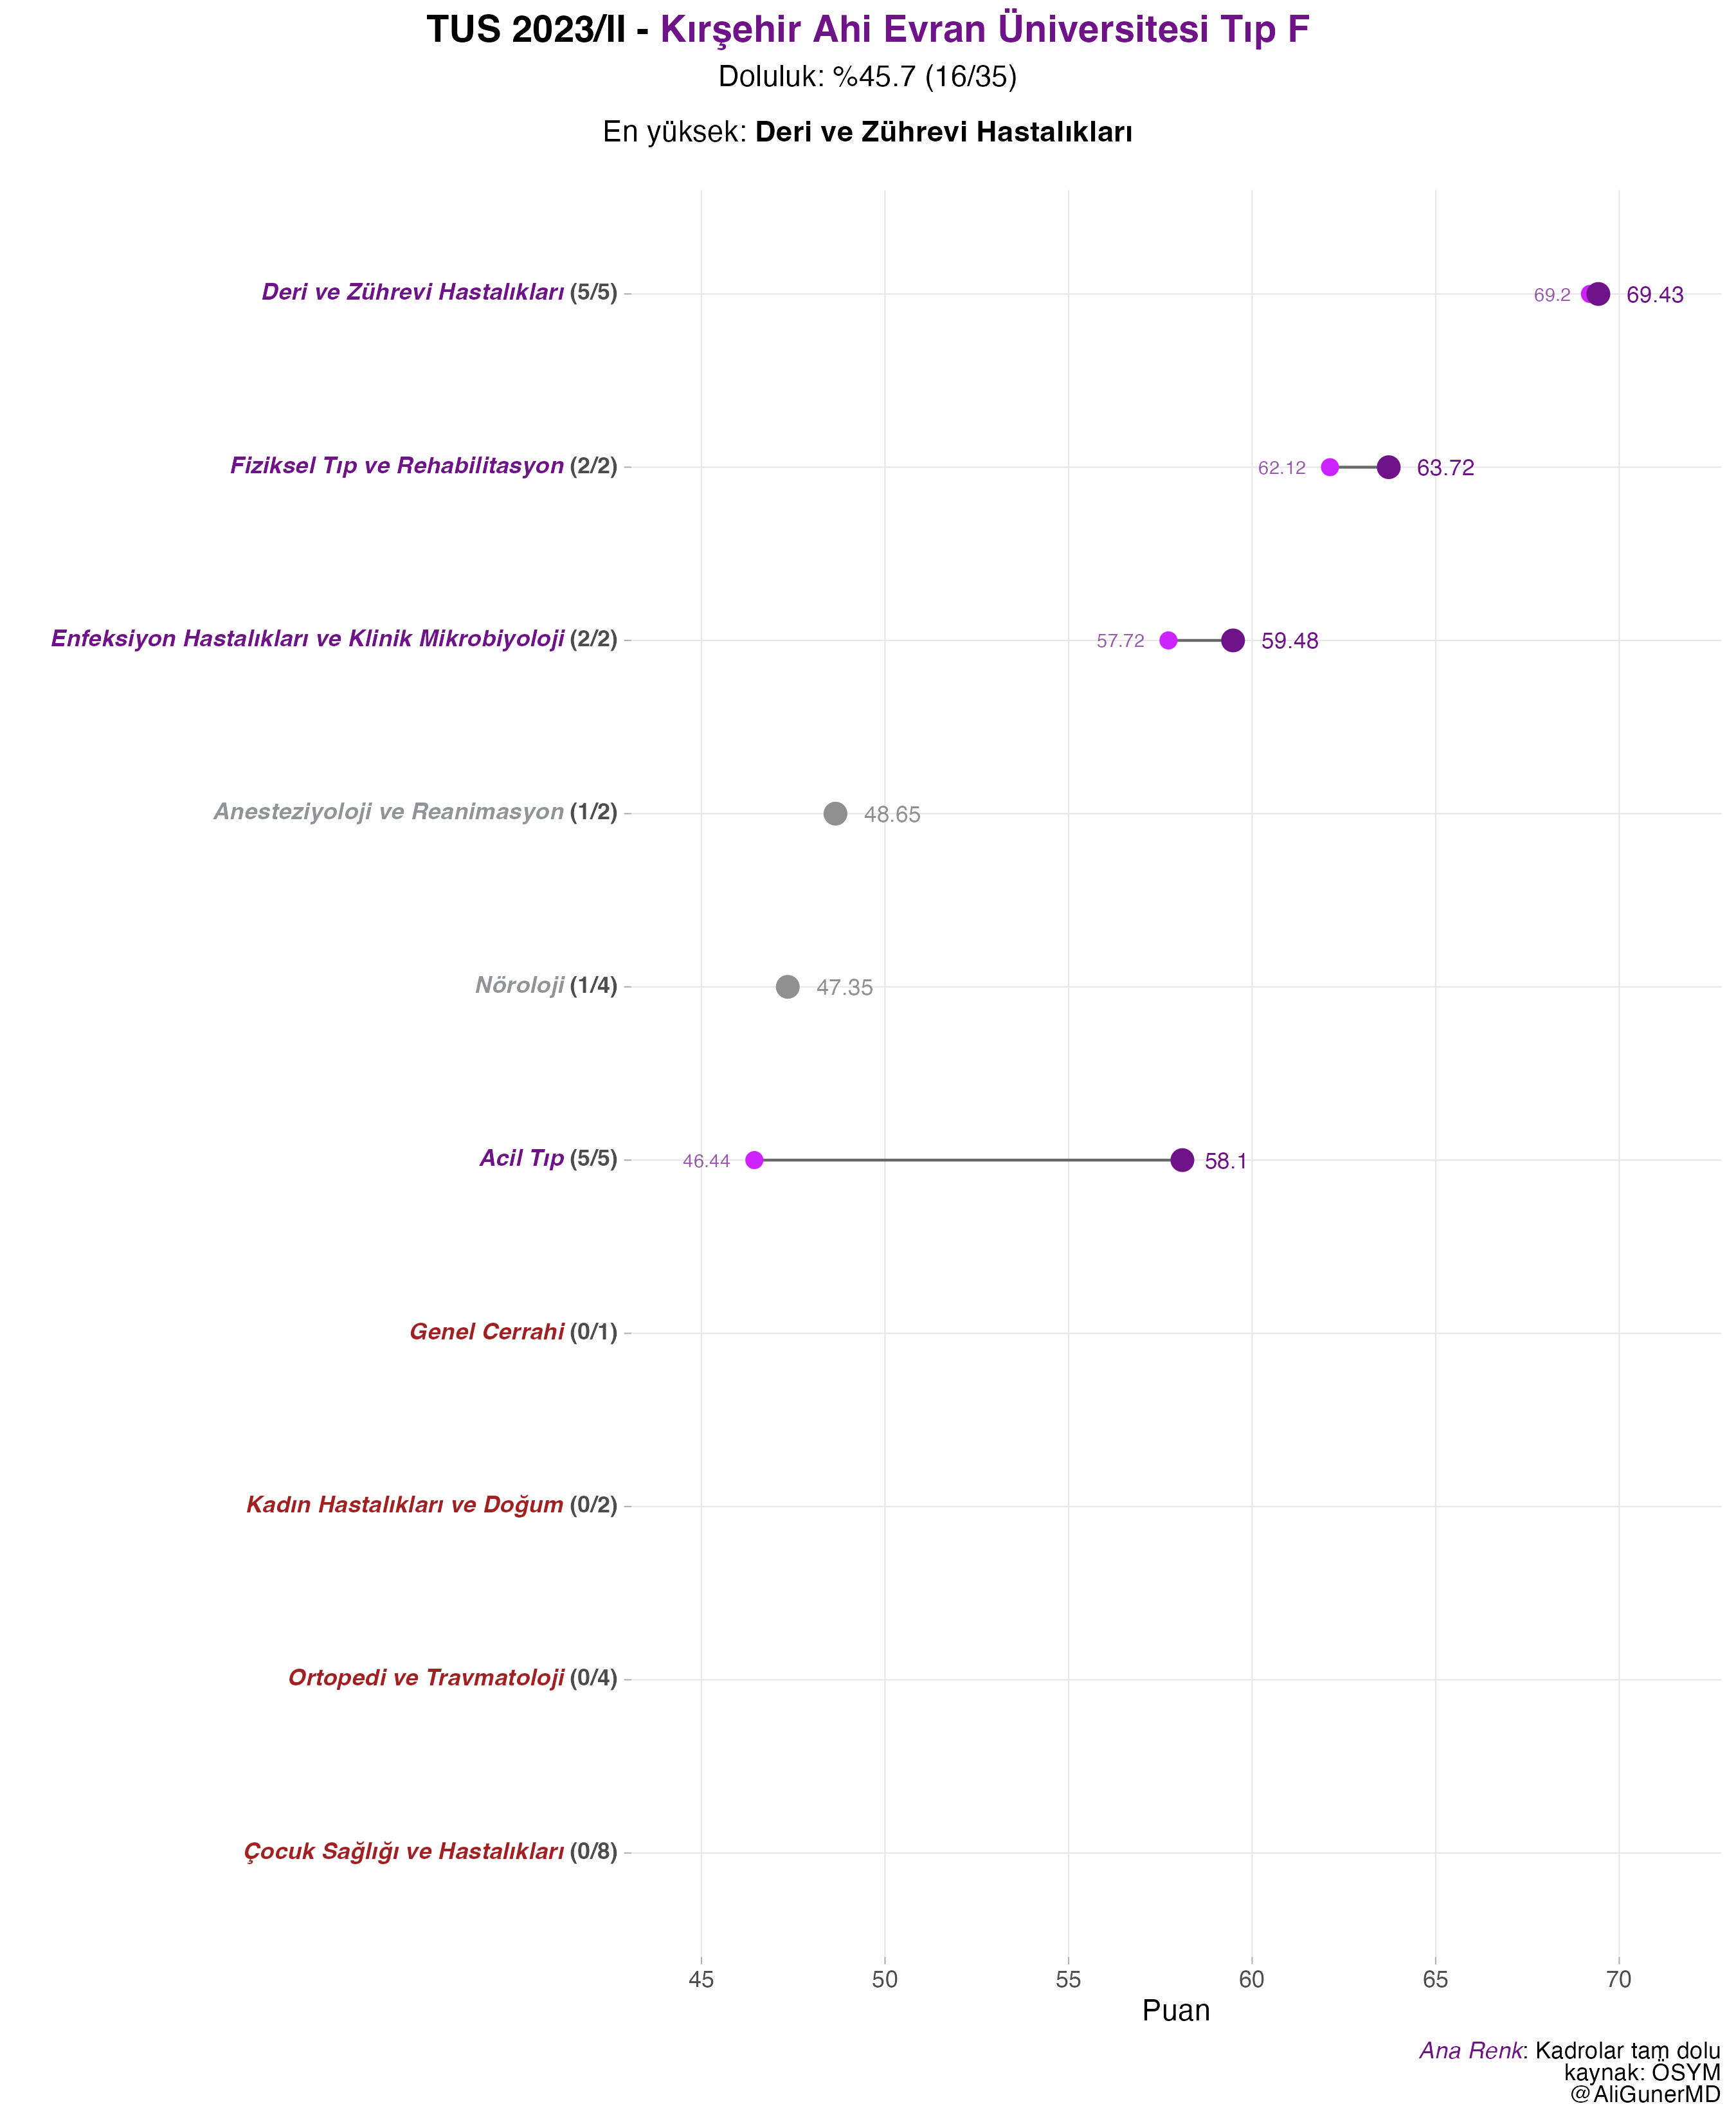 TUS 2023/II - Kırşehir Ahi Evran Üniversitesi Tıp F
Doluluk: %45.7 (16/35)
En yüksek: Deri ve Zührevi Hastalıkları
Deri ve Zührevi Hastalıkları (5/5) 69.2 69.43
Fiziksel Tıp ve Rehabilitasyon (2/2) 62.12 63.72
Enfeksiyon Hastalıkları ve Klinik Mikrobiyoloji (2/2) 57.72 59.48
Anesteziyoloji ve Reanimasyon (1/2) 48.65
Nöroloji (1/4) 47.35
Acil Tıp (5/5) 46.44 58.1
Genel Cerrahi (0/1)
Kadın Hastalıkları ve Doğum (0/2)
Ortopedi ve Travmatoloji (0/4)
Çocuk Sağlığı ve Hastalıkları (0/8)
45 50 55 60 65 70
Puan
Ana Renk: Kadrolar tam dolu
kaynak: ÖSYM
@AliGunerMD